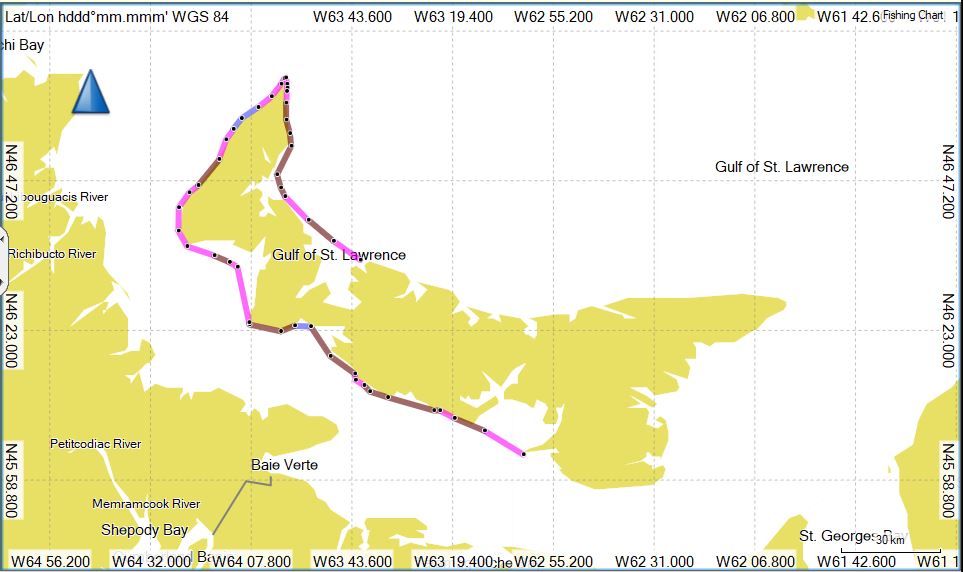 Lat/Lon hddd°mm.mmm' WGS 84
W63 43.600
W63 19.400
W62 55.200
W62 31.000
W62 06.800
W61 42.6
Fishing Chart
chi Bay
Gulf of St. Lawrence
N46 47.200
N46 47.200
pouguacis River
Richibucto River
Gulf of St. Lawrence
N46 23.000
N46 23.000
Petitcodiac River
Baie Verte
N45 58.800
N45 58.800
Memramcook River
Shepody Bay
St. Georges Bay
30 km
W64 56.200
W64 32.000
W64 07.800
W63 43.600
W63 19.400
W62 55.200
W62 31.000
W62 06.800
W61 42.600
W61 1